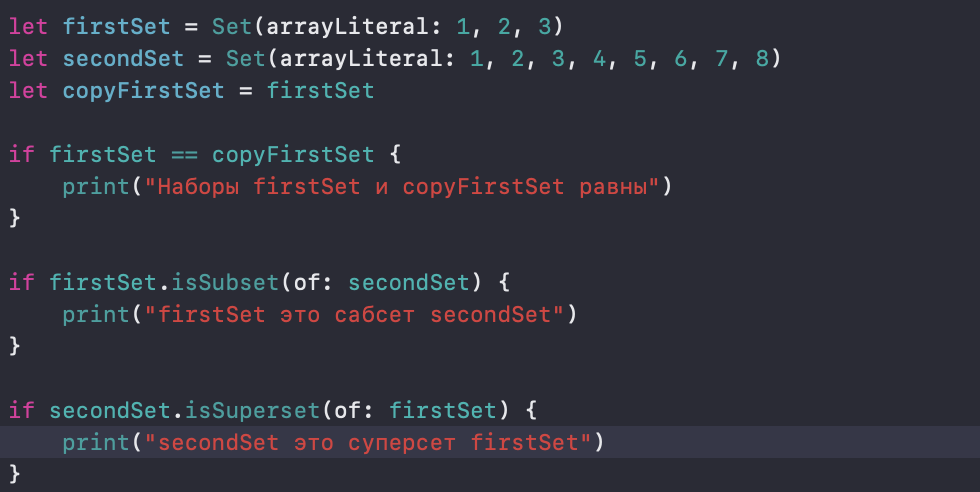 let firstSet = Set(arrayLiteral: 1, 2, 3)
let secondSet = Set(arrayLiteral: 1, 2, 3, 4, 5, 6, 7, 8)
let copyFirstSet = firstSet

if firstSet == copyFirstSet {
    print("Наборы firstSet и copyFirstSet равны")
}

if firstSet.isSubset(of: secondSet) {
    print("firstSet это сабсет secondSet")
}

if secondSet.isSuperset(of: firstSet) {
    print("secondSet это суперсет firstSet")
}